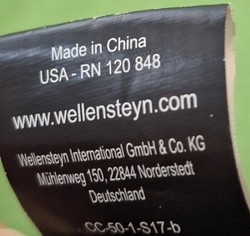 Made in China
USA - RN 120 848
www.wellensteyn.com
Wellensteyn International GmbH & Co. KG
Mühlenweg 150, 22844 Norderstedt
Deutschland
CC-50-1-S17-b